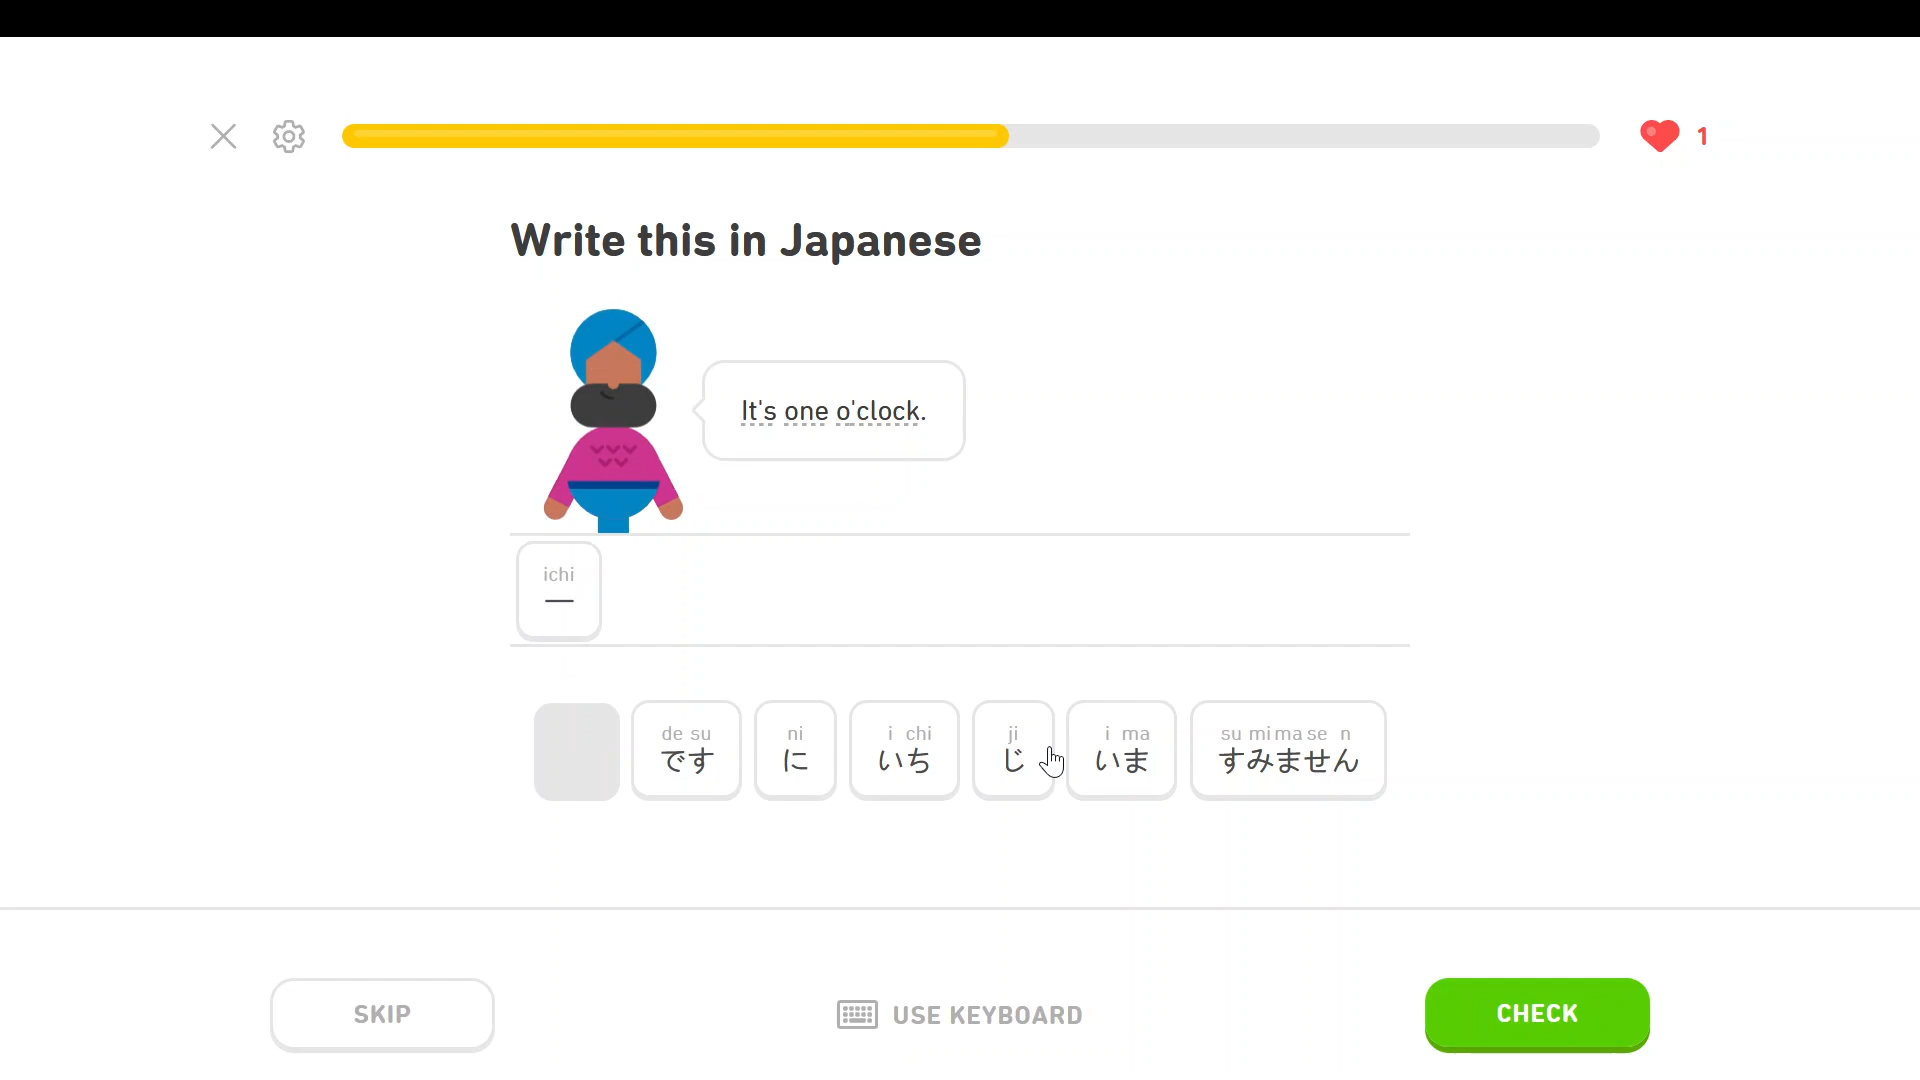 1
Write this in Japanese
It's one o'clock.
ichi
一
de su
です
ni
に
i chi
いち
ji
じ
i ma
いま
su mi ma se n
すみません
SKIP
USE KEYBOARD
CHECK